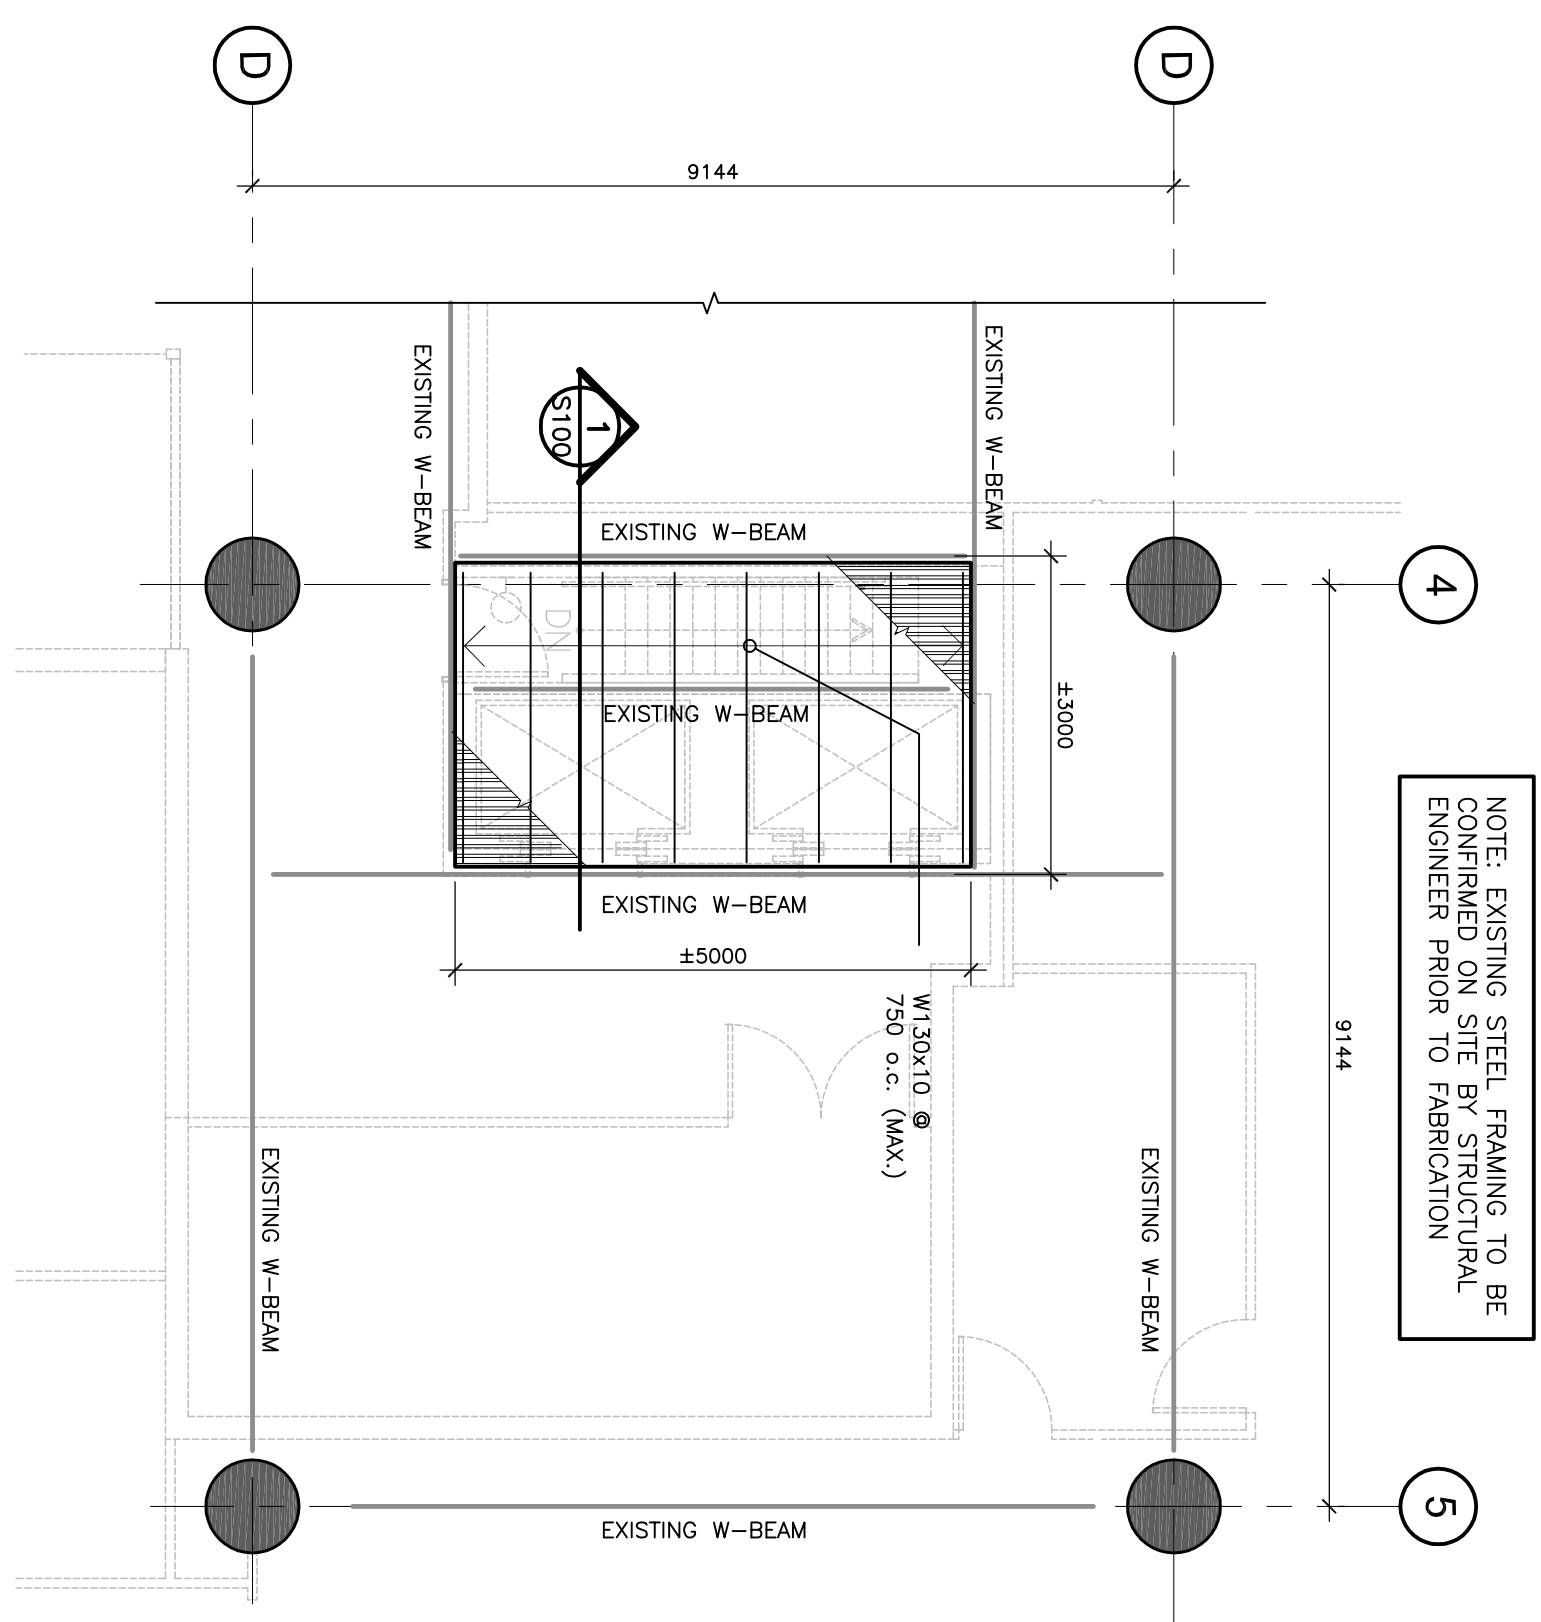 D
D
9144
4
EXISTING W-BEAM
EXISTING W-BEAM
1
S100
EXISTING W-BEAM
DN
±3000
EXISTING W-BEAM
NOTE: EXISTING STEEL FRAMING TO BE
CONFIRMED ON SITE BY STRUCTURAL
ENGINEER PRIOR TO FABRICATION
EXISTING W-BEAM
±5000
W130x10 @
750 o.c. (MAX.)
9144
EXISTING W-BEAM
EXISTING W-BEAM
5
EXISTING W-BEAM